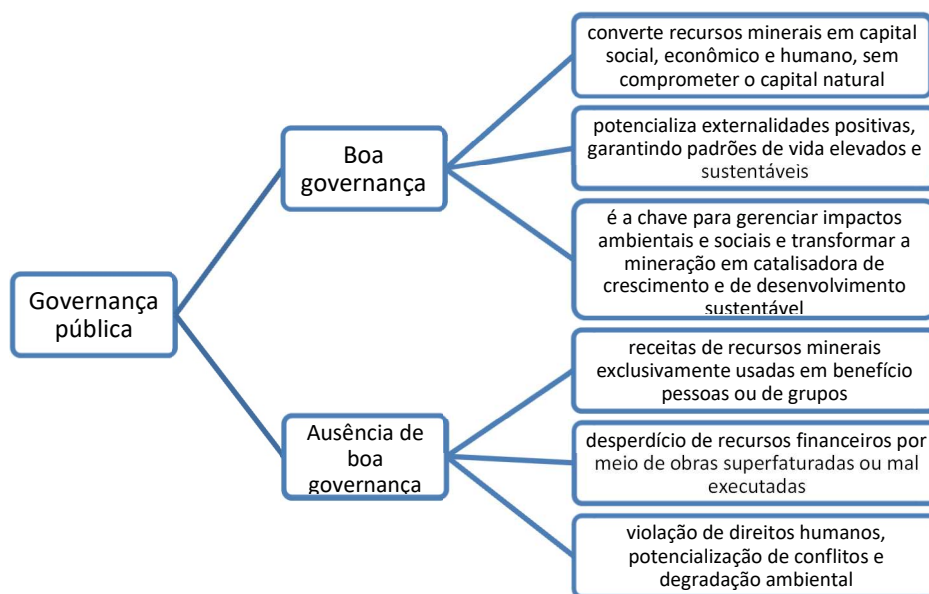 Governança
pública
Boa
governança
converte recursos minerais em capital
social, econômico e humano, sem
comprometer o capital natural
potencializa externalidades positivas,
garantindo padrões de vida elevados e
sustentáveis
é a chave para gerenciar impactos
ambientais e sociais e transformar a
mineração em catalisadora de
crescimento e de desenvolvimento
sustentável
Ausência de
boa
governança
receitas de recursos minerais
exclusivamente usadas em benefício
pessoas ou de grupos
desperdício de recursos financeiros por
meio de obras superfaturadas ou mal
executadas
violação de direitos humanos,
potencialização de conflitos e
degradação ambiental